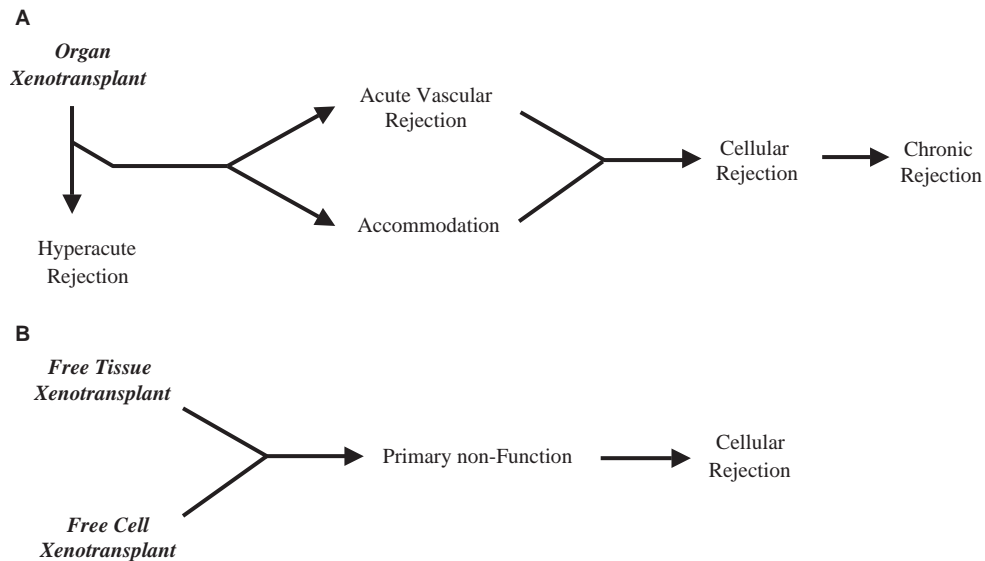 A
Organ
Xenotransplant
Acute Vascular
Rejection
Accommodation
Cellular
Rejection
Chronic
Rejection
Hyperacute
Rejection
B
Free Tissue
Xenotransplant
Primary non-Function
Cellular
Rejection
Free Cell
Xenotransplant